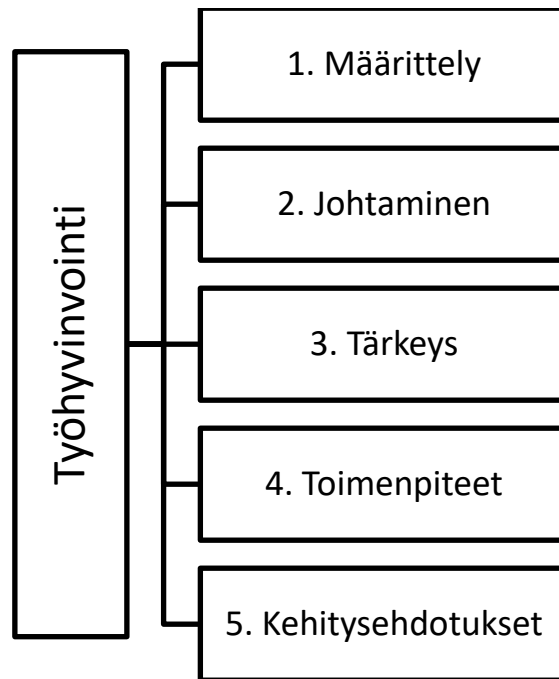 Työhyvinvointi
1. Määrittely
2. Johtaminen
3. Tärkeys
4. Toimenpiteet
5. Kehitysehdotukset